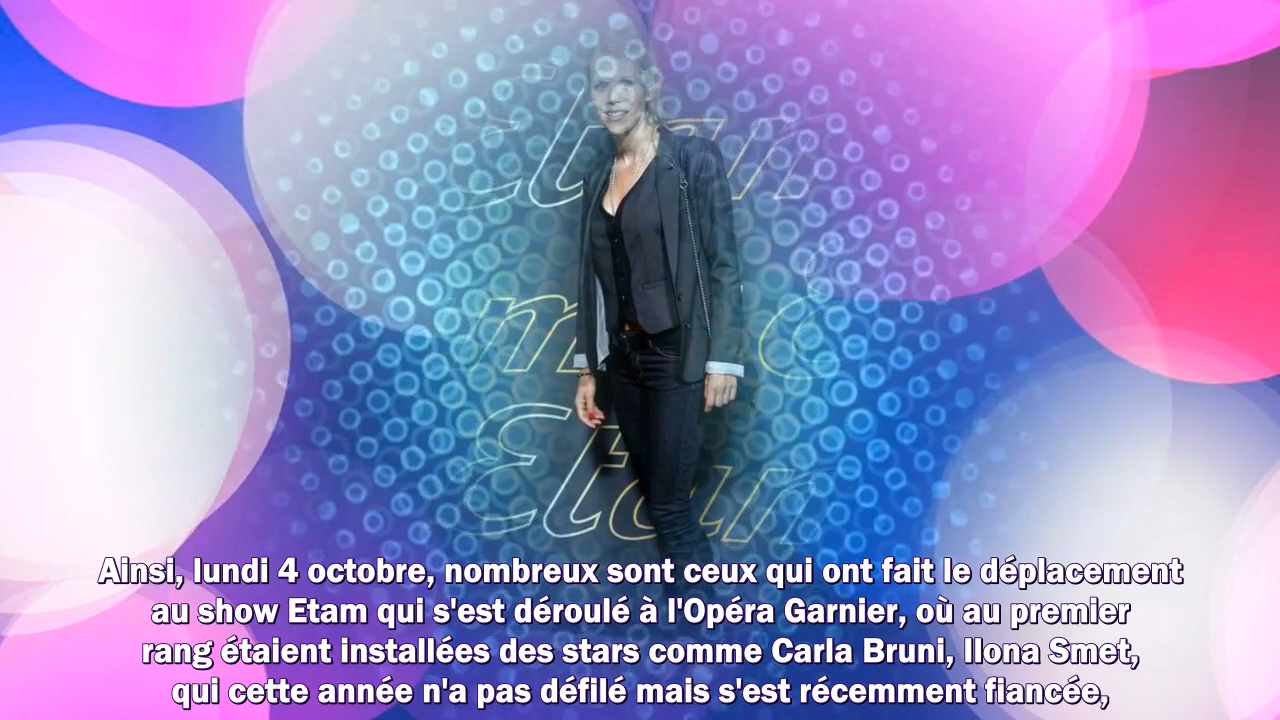 Etam
Etam
Ainsi, lundi 4 octobre, nombreux sont ceux qui ont fait le déplacement
au show Etam qui s'est déroulé à l'Opéra Garnier, où au premier
rang étaient installées des stars comme Carla Bruni, Ilona Smet,
qui cette année n'a pas défilé mais s'est récemment fiancée,